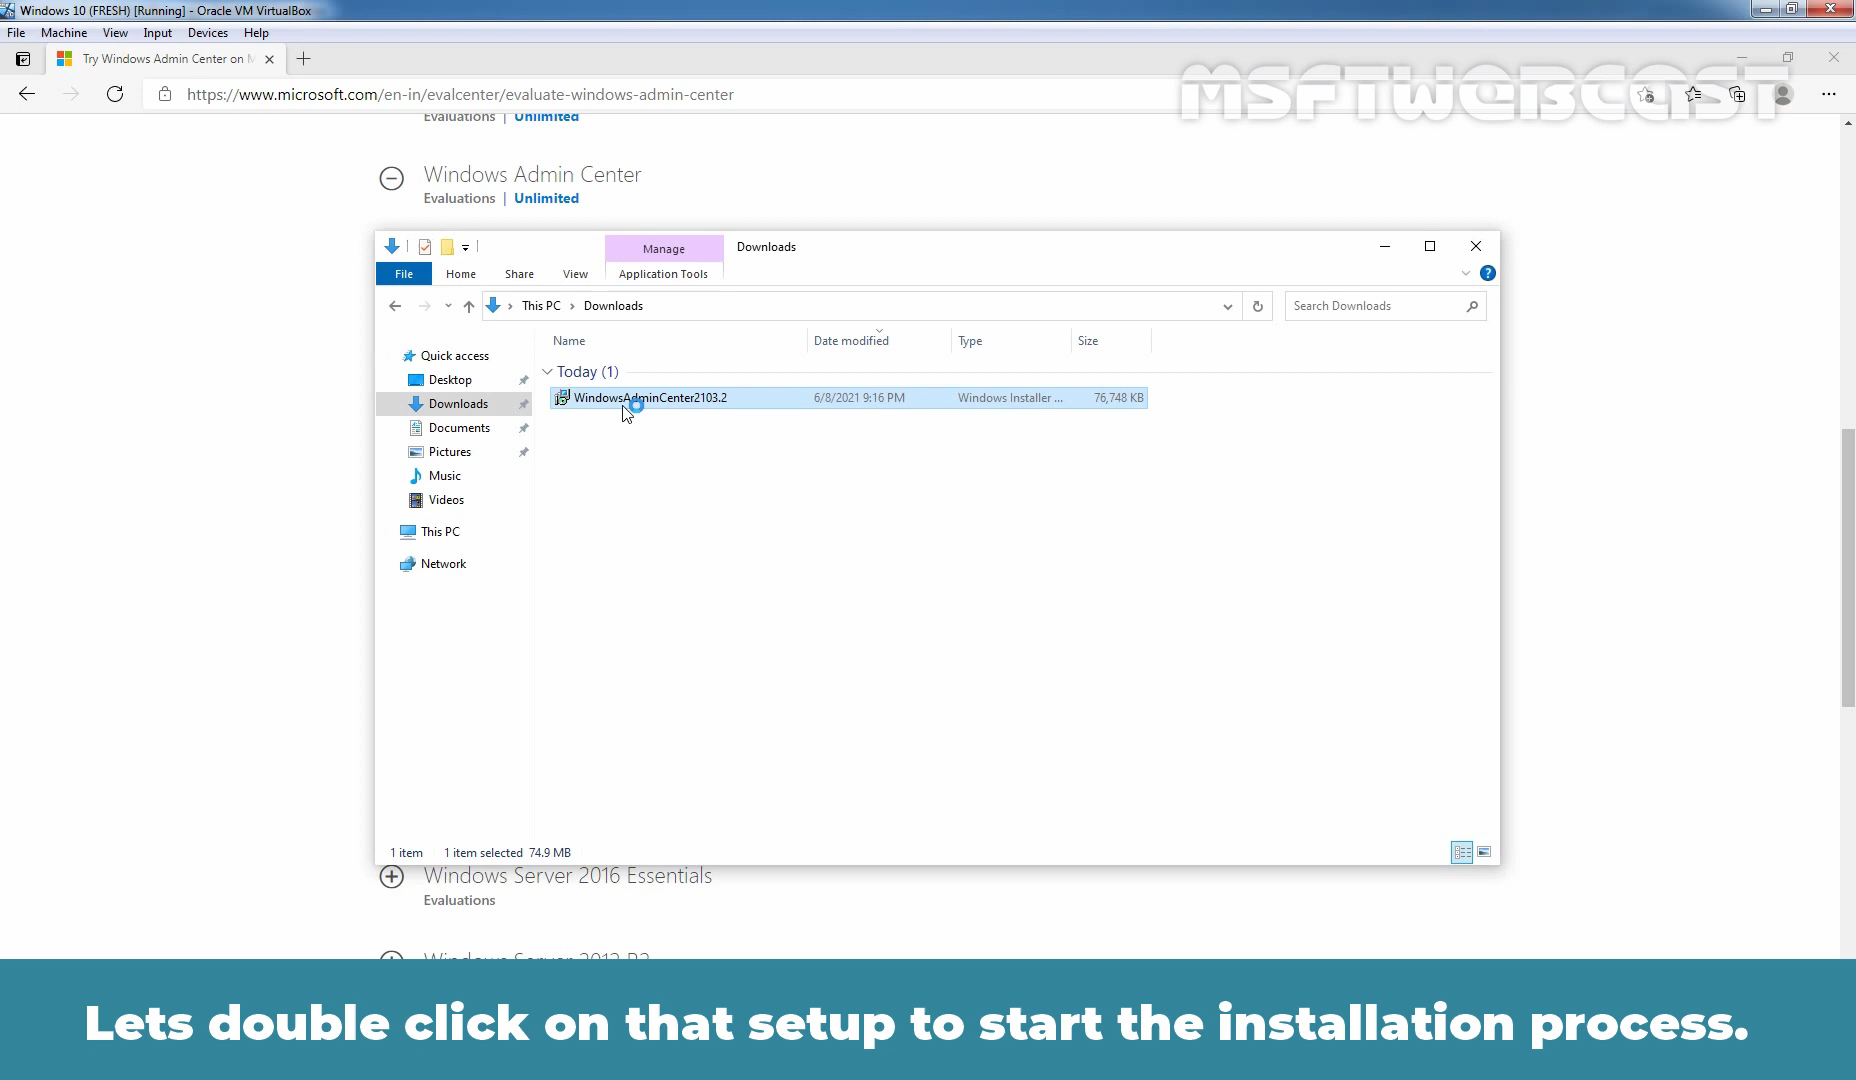 Windows 10 (FRESH) [Running] - Oracle VM VirtualBox
File Machine View Input Devices Help
Try Windows Admin Center on M
https://www.microsoft.com/en-in/evalcenter/evaluate-windows-admin-center
MSFTWEBCAST
Evaluations | Unlimited
Windows Admin Center
Evaluations | Unlimited
Manage Downloads
File Home Share View Application Tools
This PC Downloads Search Downloads
Name Date modified Type Size
Quick access Today (1)
Desktop
WindowsAdminCenter2103.2 6/8/2021 9:16 PM Windows Installer ... 76,748 KB
Downloads
Documents
Pictures
Music
Videos
This PC
Network
1 item 1 item selected 74.9 MB
Windows Server 2016 Essentials
Evaluations
Windows Server 2012 R2
Lets double click on that setup to start the installation process.